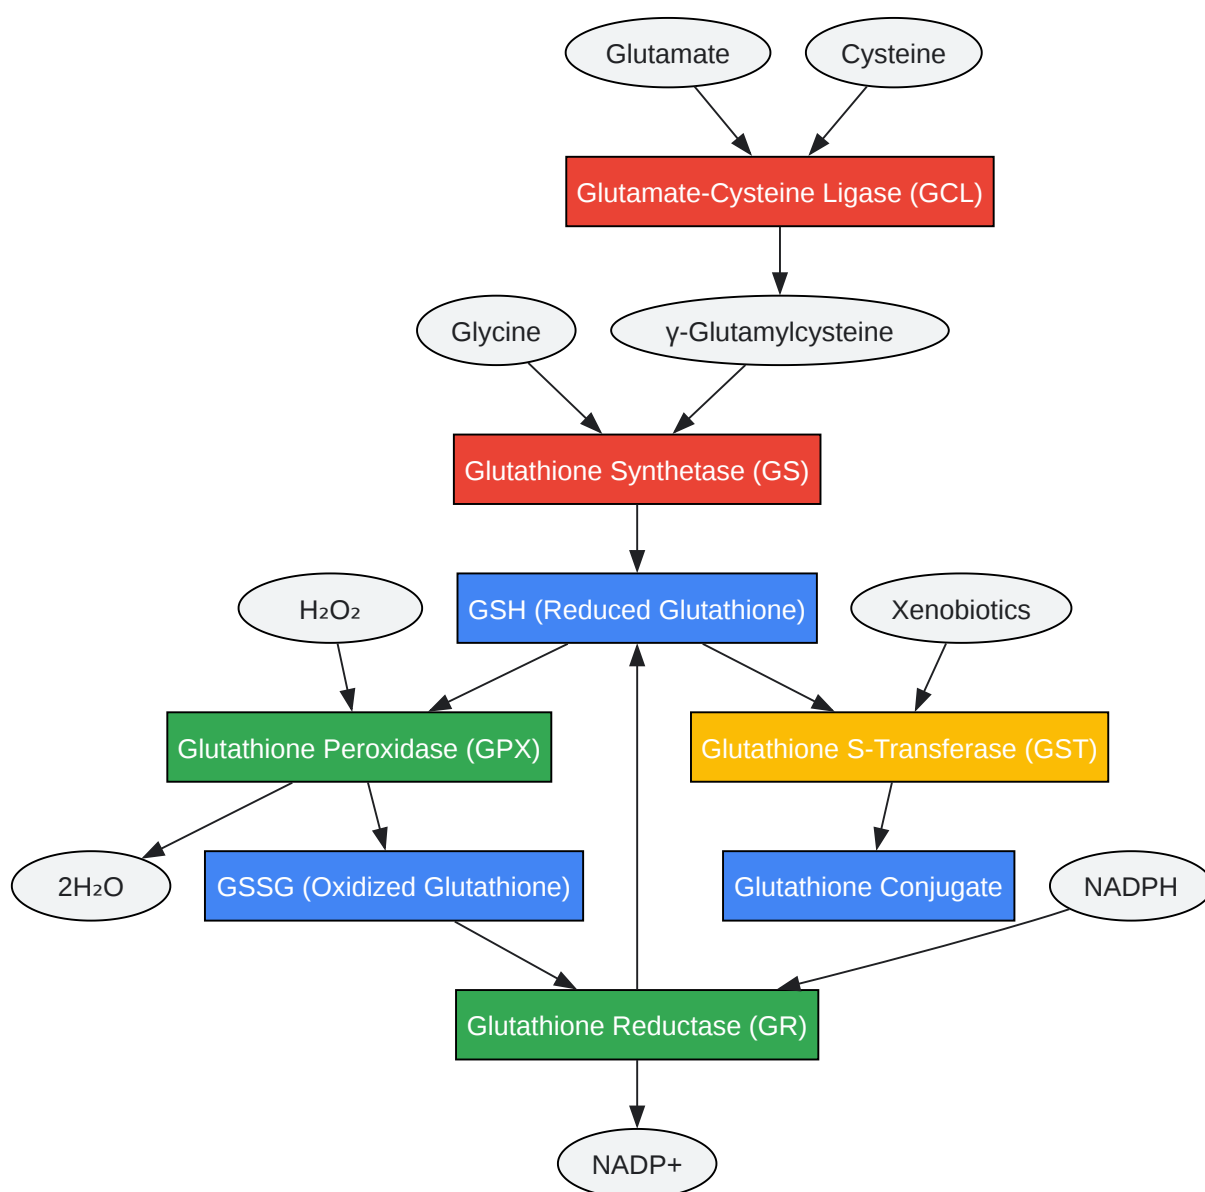 Glutamate
Cysteine
Glutamate-Cysteine Ligase (GCL)
Glycine
γ-Glutamylcysteine
Glutathione Synthetase (GS)
H₂O₂
GSH (Reduced Glutathione)
Xenobiotics
Glutathione Peroxidase (GPX)
Glutathione S-Transferase (GST)
2H₂O
GSSG (Oxidized Glutathione)
Glutathione Conjugate
NADPH
Glutathione Reductase (GR)
NADP+